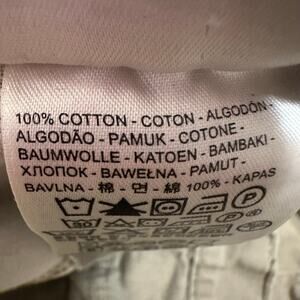 100% COTTON - COTON - ALGODÓN -
ALGODÃO - PAMUK - COTONE -
BAUMWOLLE - KATOEN - BAMBAKI -
ХЛОПОК - BAWEŁNA - PAMUT -
BAVLNA - 棉 - 면 - 綿 100% - KAPAS
30